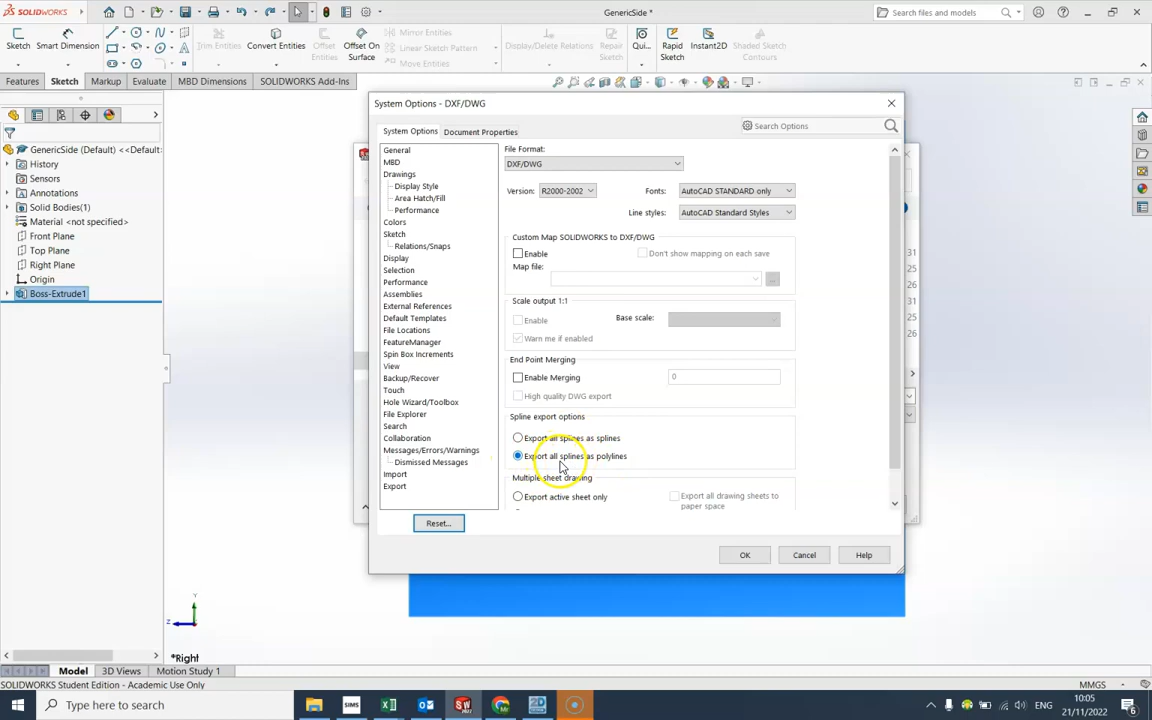 SOLIDWORKS
GenericSide *
Search files and models
Sketch
Smart Dimension
Trim Entities
Convert Entities
Offset Entities
Offset On Surface
Mirror Entities
Linear Sketch Pattern
Move Entities
Display/Delete Relations
Repair Sketch
Qui...
Rapid Sketch
Instant2D
Shaded Sketch Contours
Features
Sketch
Markup
Evaluate
MBD Dimensions
SOLIDWORKS Add-Ins
GenericSide (Default) <<Default:
History
Sensors
Annotations
Solid Bodies(1)
Material <not specified>
Front Plane
Top Plane
Right Plane
Origin
Boss-Extrude1
System Options - DXF/DWG
System Options
Document Properties
Search Options
General
MBD
Drawings
Display Style
Area Hatch/Fill
Performance
Colors
Sketch
Relations/Snaps
Display
Selection
Performance
Assemblies
External References
Default Templates
File Locations
FeatureManager
Spin Box Increments
View
Backup/Recover
Touch
Hole Wizard/Toolbox
File Explorer
Search
Collaboration
Messages/Errors/Warnings
Dismissed Messages
Import
Export
Reset...
File Format:
DXF/DWG
Version:
R2000-2002
Fonts:
AutoCAD STANDARD only
Line styles:
AutoCAD Standard Styles
Custom Map SOLIDWORKS to DXF/DWG
Enable
Don't show mapping on each save
Map file:
...
Scale output 1:1
Enable
Base scale:
Warn me if enabled
End Point Merging
Enable Merging
0
High quality DWG export
Spline export options
Export all splines as splines
Export all splines as polylines
Multiple sheet drawing
Export active sheet only
Export all drawing sheets to
paper space
OK
Cancel
Help
31
25
26
31
25
26
Y
Z
*Right
Model
3D Views
Motion Study 1
SOLIDWORKS Student Edition - Academic Use Only
MMGS
Type here to search
SIMS
ENG
10:05
21/11/2022
6